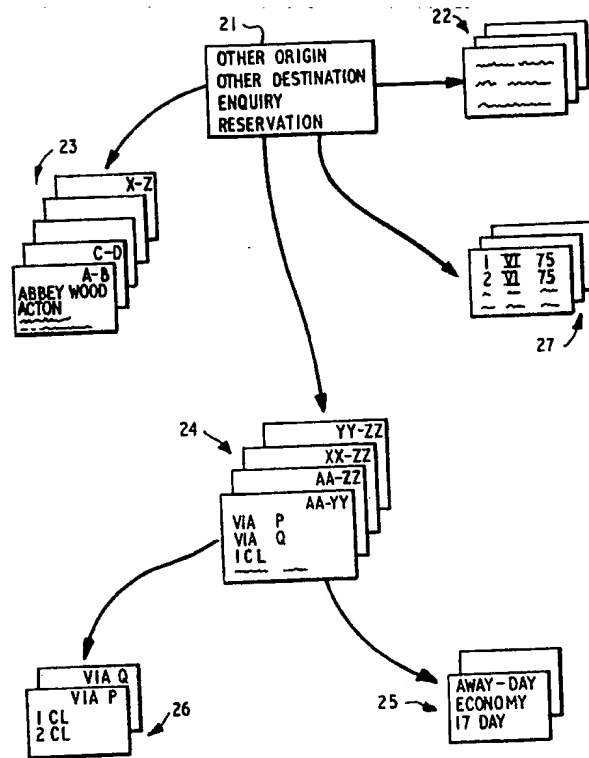 21
22
OTHER ORIGIN
OTHER DESTINATION
ENQUIRY
RESERVATION
23
X-Z
C-D
A-B
ABBEY WOOD
ACTON
1 VI 75
2 VI 75
27
24
YY-ZZ
XX-ZZ
AA-ZZ
AA-YY
VIA P
VIA Q
1 CL
VIA Q
VIA P
1 CL
2 CL
26
25
AWAY-DAY
ECONOMY
17 DAY